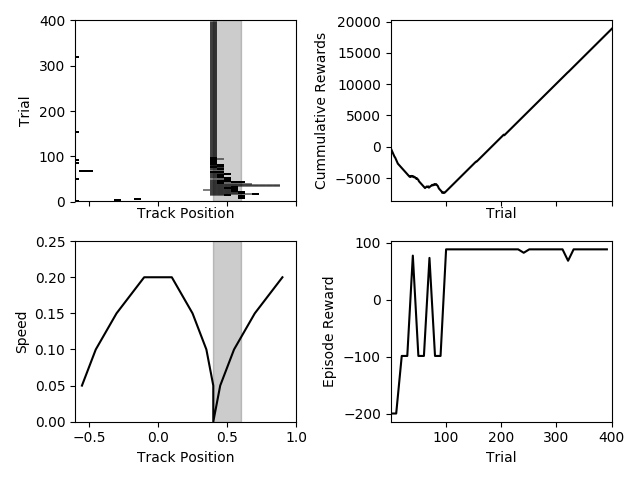 400
300
200
100
0
Trial
Track Position
20000
15000
10000
5000
0
−5000
Cummulative Rewards
Trial
0.25
0.20
0.15
0.10
0.05
0.00
Speed
−0.5 0.0 0.5 1.0
Track Position
100
0
−100
−200
Episode Reward
100 200 300 400
Trial